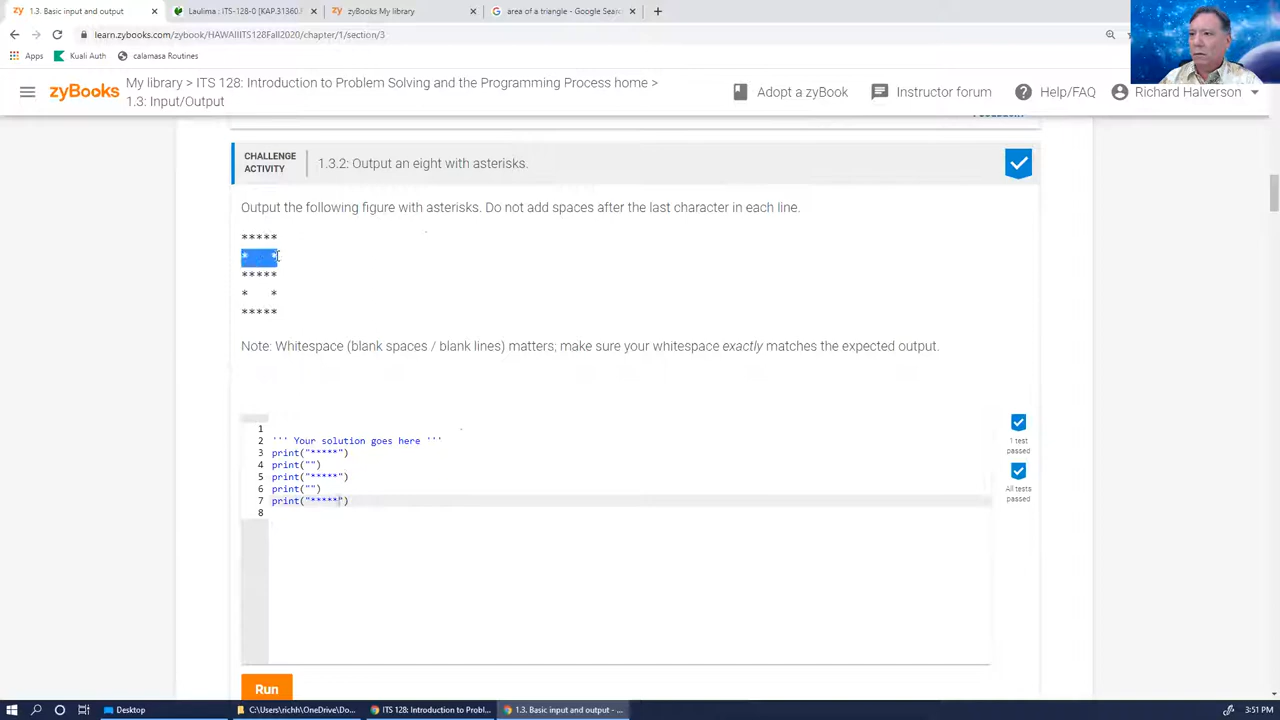 1.3. Basic input and output
Laulima : ITS-128-0 [KAP.31360.
zyBooks My library
area of a triangle - Google Sear
learn.zybooks.com/zybook/HAWAIIITS128Fall2020/chapter/1/section/3
Apps
Kuali Auth
calamasa Routines
zyBooks
My library > ITS 128: Introduction to Problem Solving and the Programming Process home >
1.3: Input/Output
Adopt a zyBook
Instructor forum
Help/FAQ
Richard Halverson
CHALLENGE
ACTIVITY
1.3.2: Output an eight with asterisks.
Output the following figure with asterisks. Do not add spaces after the last character in each line.
*****
*   *
*****
*   *
*****
Note: Whitespace (blank spaces / blank lines) matters; make sure your whitespace exactly matches the expected output.
1
2 ''' Your solution goes here '''
3 print("*****")
4 print("")
5 print("*****")
6 print("")
7 print("*****")
8
1 test
passed
All tests
passed
Run
Desktop
C:\Users\richh\OneDrive\Do...
ITS 128: Introduction to Probl...
1.3. Basic input and output - ...
3:51 PM